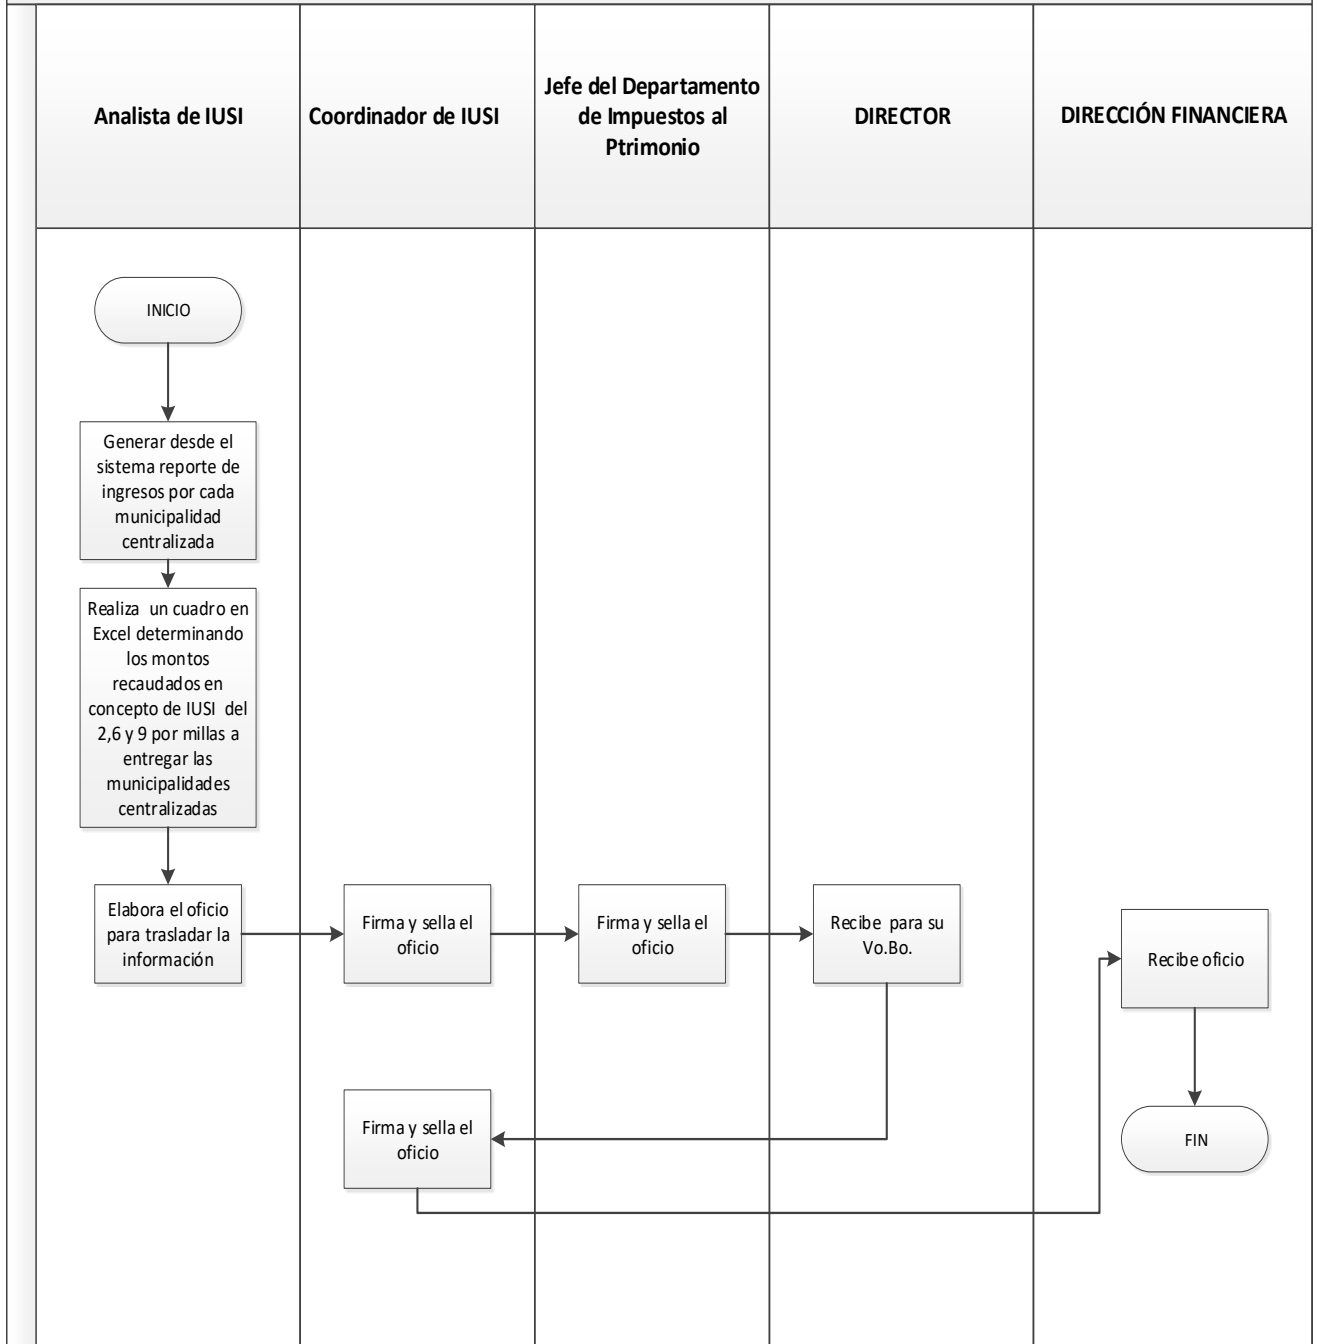 Analista de IUSI
Coordinador de IUSI
Jefe del Departamento
de Impuestos al
Ptrimonio
DIRECTOR
DIRECCIÓN FINANCIERA
INICIO
Generar desde el
sistema reporte de
ingresos por cada
municipalidad
centralizada
Realiza un cuadro en
Excel determinando
los montos
recaudados en
concepto de IUSI del
2,6 y 9 por millas a
entregar las
municipalidades
centralizadas
Elabora el oficio
para trasladar la
información
Firma y sella el
oficio
Firma y sella el
oficio
Recibe para su
Vo.Bo.
Recibe oficio
Firma y sella el
oficio
FIN